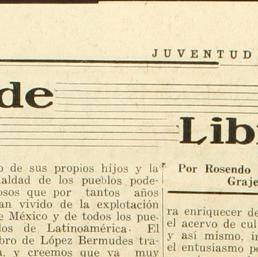 JUVENTUD
de
Libr
o de sus propios hijos y la
aldad de los pueblos pode-
osos que por tantos años
an vivido de la explotación
e México y de todos los pue-
los de Latinoamérica. El
bro de López Bermudes tra-
a, y creemos que va muy
Por Rosendo
Graje
ra enriquecer de
el acervo de cul
y así mismo, in
el entusiasmo pe